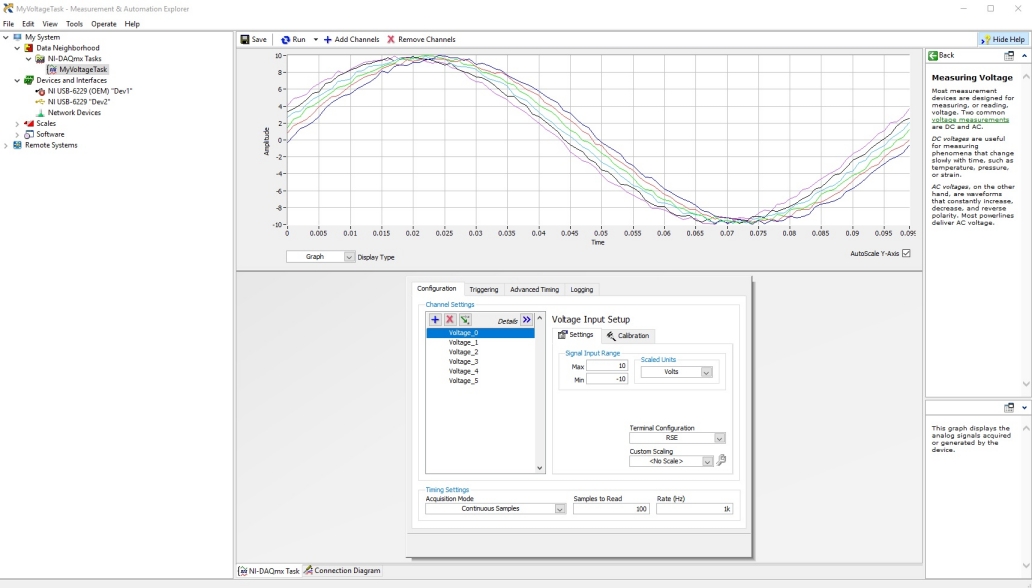 MyVoltageTask - Measurement & Automation Explorer
File Edit View Tools Operate Help
My System
Data Neighborhood
NI-DAQmx Tasks
MyVoltageTask
Devices and Interfaces
NI USB-6229 (OEM) "Dev1"
NI USB-6229 "Dev2"
Network Devices
Scales
Software
Remote Systems
Save Run Add Channels Remove Channels Hide Help
Amplitude
10
8
6
4
2
0
-2
-4
-6
-8
-10
0 0.005 0.01 0.015 0.02 0.025 0.03 0.035 0.04 0.045 0.05 0.055 0.06 0.065 0.07 0.075 0.08 0.085 0.09 0.095 0.099
Time
Graph Display Type AutoScale Y-Axis
Configuration Triggering Advanced Timing Logging
Channel Settings
Details
Voltage_0
Voltage_1
Voltage_2
Voltage_3
Voltage_4
Voltage_5
Voltage Input Setup
Settings Calibration
Signal Input Range
Max 10
Min -10
Scaled Units
Volts
Terminal Configuration
RSE
Custom Scaling
<No Scale>
Timing Settings
Acquisition Mode Samples to Read Rate (Hz)
Continuous Samples 100 1k
NI-DAQmx Task Connection Diagram
Back
Measuring Voltage
Most measurement
devices are designed for
measuring, or reading,
voltage. Two common
voltage measurements
are DC and AC.
DC voltages are useful
for measuring
phenomena that change
slowly with time, such as
temperature, pressure,
or strain.
AC voltages, on the other
hand, are waveforms
that constantly increase,
decrease, and reverse
polarity. Most powerlines
deliver AC voltage.
This graph displays the
analog signals acquired
or generated by the
device.